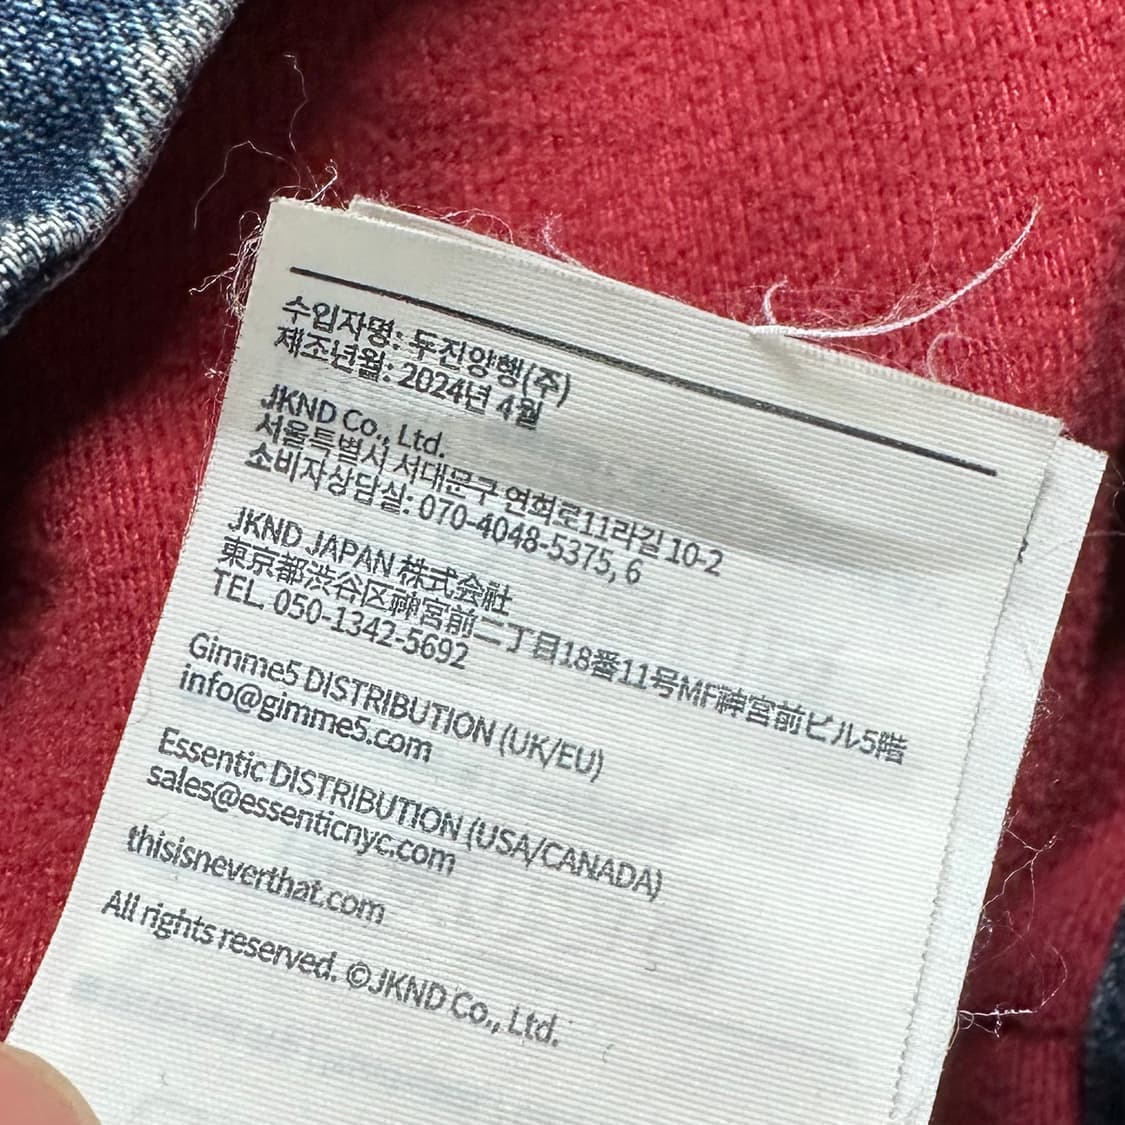 수입자명: 두진양행(주)
제조년월: 2024년 4월
JKND Co., Ltd.
서울특별시 서대문구 연희로11라길 10-2
소비자상담실: 070-4048-5375, 6
JKND JAPAN 株式会社
東京都渋谷区神宮前二丁目18番11号MF神宮前ビル5階
TEL. 050-1342-5692
Gimme5 DISTRIBUTION (UK/EU)
info@gimme5.com
Essentic DISTRIBUTION (USA/CANADA)
sales@essenticnyc.com
thisisneverthat.com
All rights reserved. ©JKND Co., Ltd.